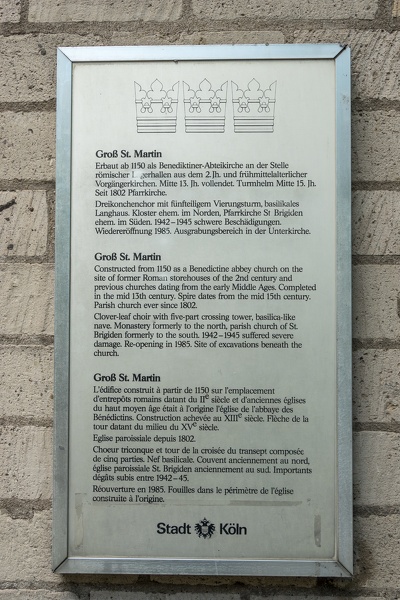 Groß St. Martin
Erbaut ab 1150 als Benediktiner-Abteikirche an der Stelle
römischer Lagerhallen aus dem 2. Jh. und frühmittelalterlicher
Vorgängerkirchen. Mitte 13. Jh. vollendet. Turmhelm Mitte 15. Jh.
Seit 1802 Pfarrkirche.
Dreikonchenchor mit fünfteiligem Vierungsturm, basilikales
Langhaus. Kloster ehem. im Norden, Pfarrkirche St Brigiden
ehem. im Süden. 1942–1945 schwere Beschädigungen.
Wiedereröffnung 1985. Ausgrabungsbereich in der Unterkirche.
Groß St. Martin
Constructed from 1150 as a Benedictine abbey church on the
site of former Roman storehouses of the 2nd century and
previous churches dating from the early Middle Ages. Completed
in the mid 13th century. Spire dates from the mid 15th century.
Parish church ever since 1802.
Clover-leaf choir with five-part crossing tower, basilica-like
nave. Monastery formerly to the north, parish church of St.
Brigiden formerly to the south. 1942–1945 suffered severe
damage. Re-opening in 1985. Site of excavations beneath the
church.
Groß St. Martin
L'édifice construit à partir de 1150 sur l'emplacement
d'entrepôts romains datant du IIe siècle et d'anciennes églises
du haut moyen âge était à l'origine l'église de l'abbaye des
Bénédictins. Construction achevée au XIIIe siècle. Flèche de la
tour datant du milieu du XVe siècle.
Eglise paroissiale depuis 1802.
Choeur triconque et tour de la croisée du transept composée
de cinq parties. Nef basilicale. Couvent anciennement au nord,
église paroissiale St. Brigiden anciennement au sud. Importants
dégâts subis entre 1942–45.
Réouverture en 1985. Fouilles dans le périmètre de l'église
construite à l'origine.
Stadt Köln